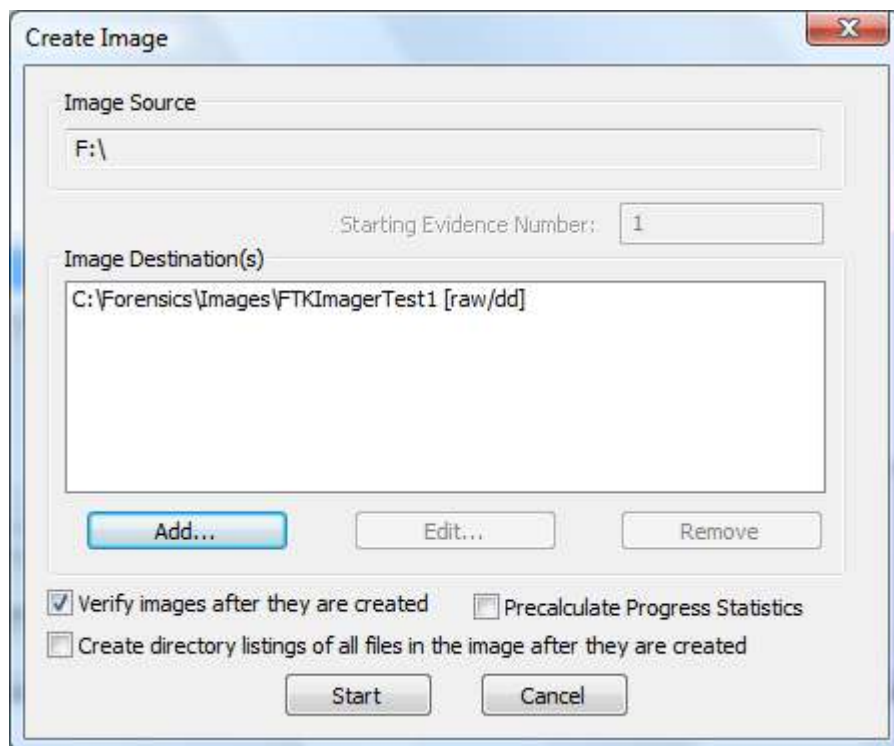 Create Image
Image Source
F:\
Starting Evidence Number: 1
Image Destination(s)
C:\Forensics\Images\FTKImagerTest1 [raw/dd]
Add... Edit... Remove
Verify images after they are created Precalculate Progress Statistics
Create directory listings of all files in the image after they are created
Start Cancel